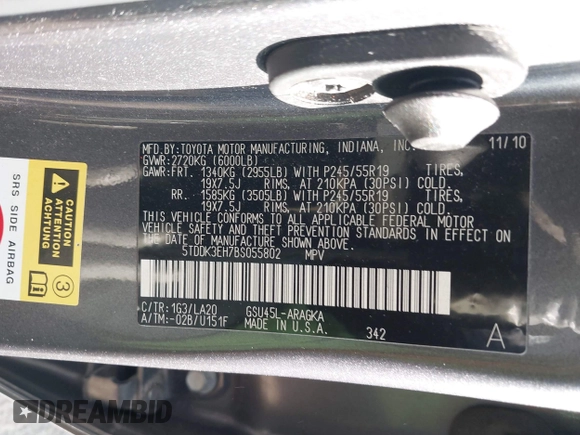 MFD.BY:TOYOTA MOTOR MANUFACTURING, INDIANA, INC. 11/10
GVWR:2720KG (6000LB)
GAWR:FRT. 1340KG (2955LB) WITH P245/55R19 TIRES,
19X7.5J RIMS, AT 210KPA (30PSI) COLD.
RR. 1585KG (3505LB) WITH P245/55R19 TIRES,
19X7.5J RIMS, AT 210KPA (30PSI) COLD.
THIS VEHICLE CONFORMS TO ALL APPLICABLE FEDERAL MOTOR
VEHICLE SAFETY AND THEFT PREVENTION STANDARDS IN EFFECT ON
THE DATE OF MANUFACTURE SHOWN ABOVE.
5TDDK3EH7BS055802 MPV
C/TR:1G3/LA20 GSU45L-ARAGKA
A/TM:-02B/U151F MADE IN U.S.A. 342 A
SRS SIDE AIRBAG
CAUTION
ATTENTION
ACHTUNG
3
DREAMBID